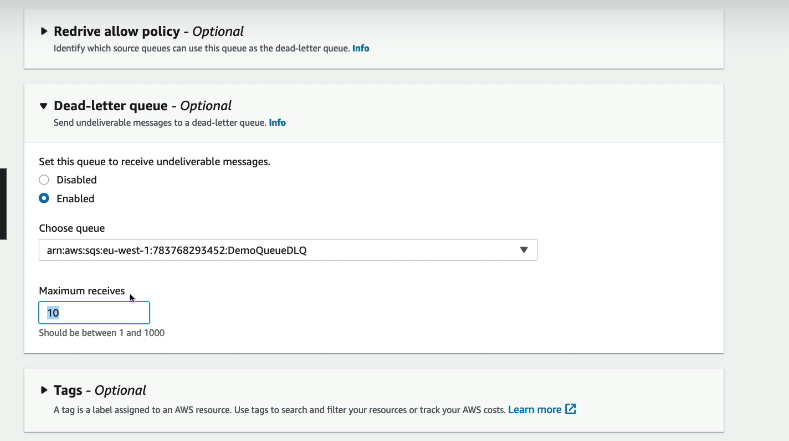 Redrive allow policy - Optional
Identify which source queues can use this queue as the dead-letter queue. Info
Dead-letter queue - Optional
Send undeliverable messages to a dead-letter queue. Info
Set this queue to receive undeliverable messages.
Disabled
Enabled
Choose queue
arn:aws:sqs:eu-west-1:783768293452:DemoQueueDLQ
Maximum receives
10
Should be between 1 and 1000
Tags - Optional
A tag is a label assigned to an AWS resource. Use tags to search and filter your resources or track your AWS costs. Learn more